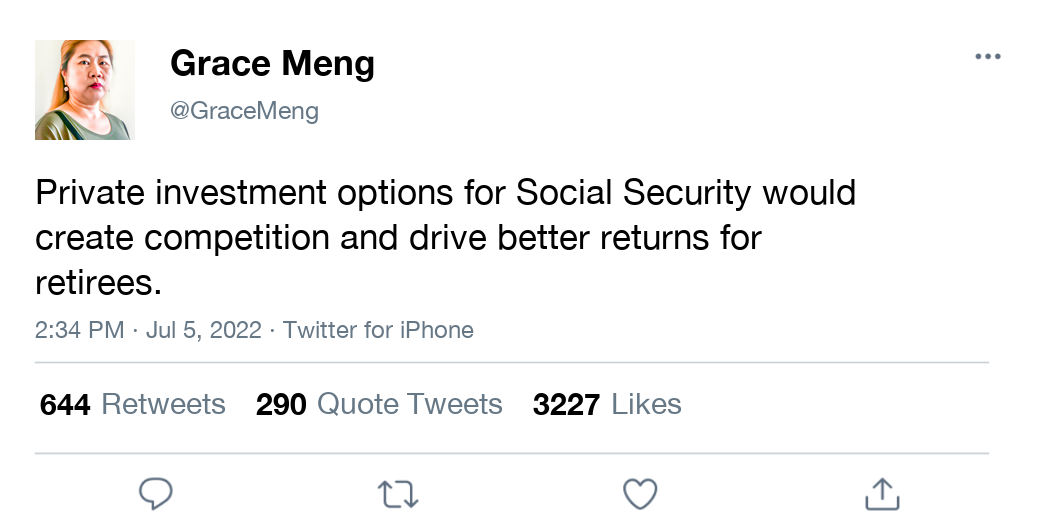 Grace Meng
@GraceMeng
Private investment options for Social Security would
create competition and drive better returns for
retirees.
2:34 PM · Jul 5, 2022 · Twitter for iPhone
644 Retweets 290 Quote Tweets 3227 Likes